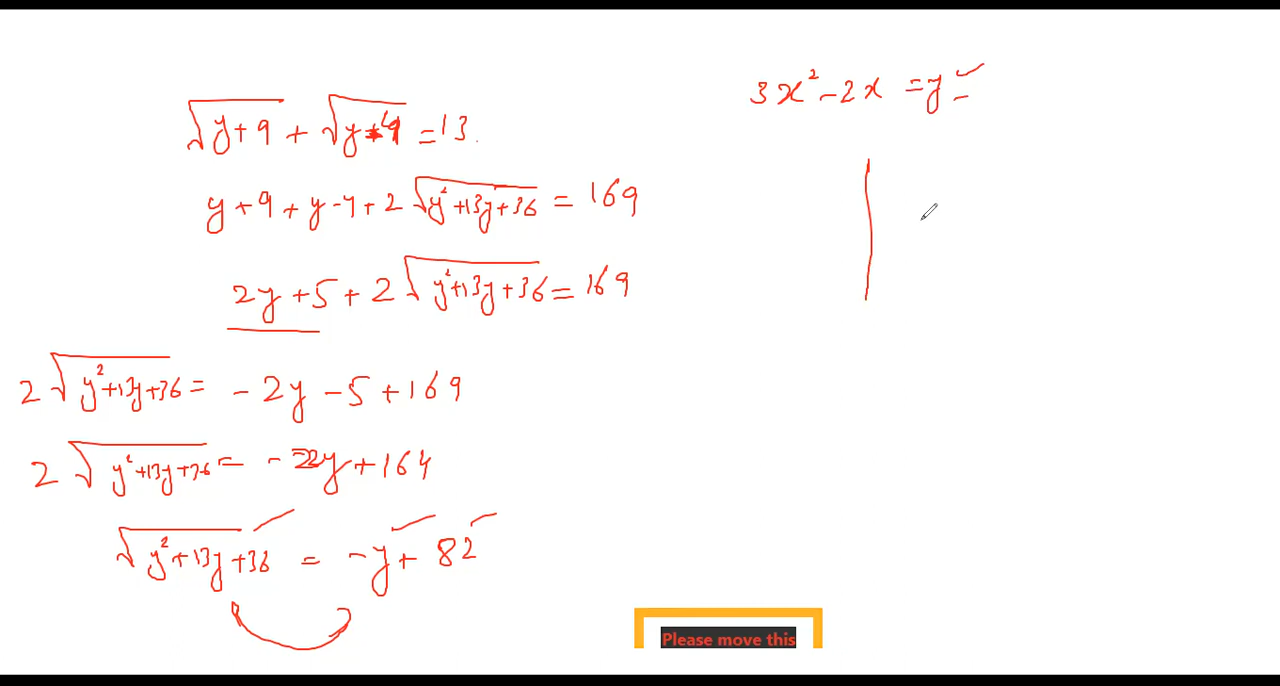 √(y+9) + √(y-4) = 13.
y + 9 + y - 4 + 2 √(y² + 13y + 36) = 169
2y + 5 + 2 √(y² + 13y + 36) = 169
2 √(y² + 13y + 36) = - 2y - 5 + 169
2 √(y² + 13y + 36) = - 2y + 164
√(y² + 13y + 36) = - y + 82
3x² - 2x = y
Please move this